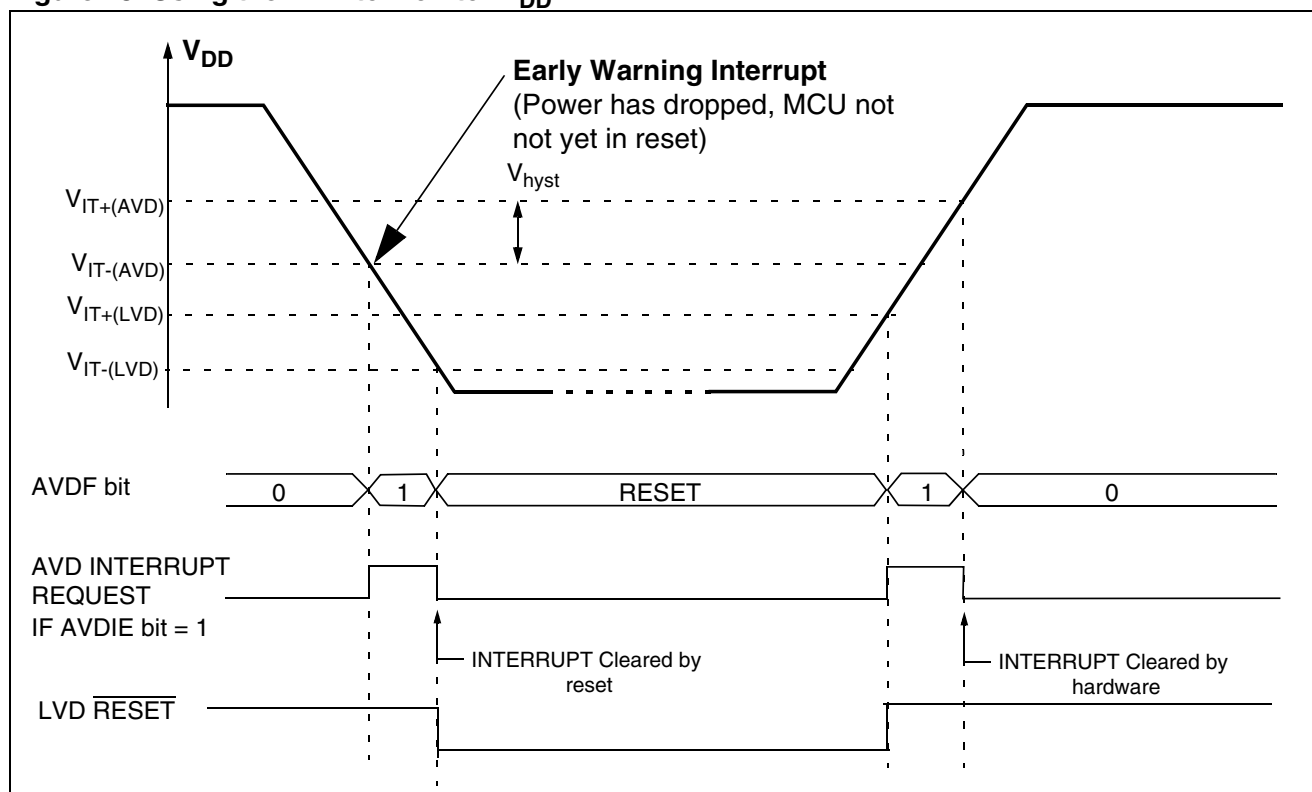 V_DD
Early Warning Interrupt
(Power has dropped, MCU not
not yet in reset)
V_hyst
V_IT+(AVD)
V_IT-(AVD)
V_IT+(LVD)
V_IT-(LVD)
AVDF bit
0
1
RESET
1
0
AVD INTERRUPT
REQUEST
IF AVDIE bit = 1
INTERRUPT Cleared by
reset
INTERRUPT Cleared by
hardware
LVD RESET